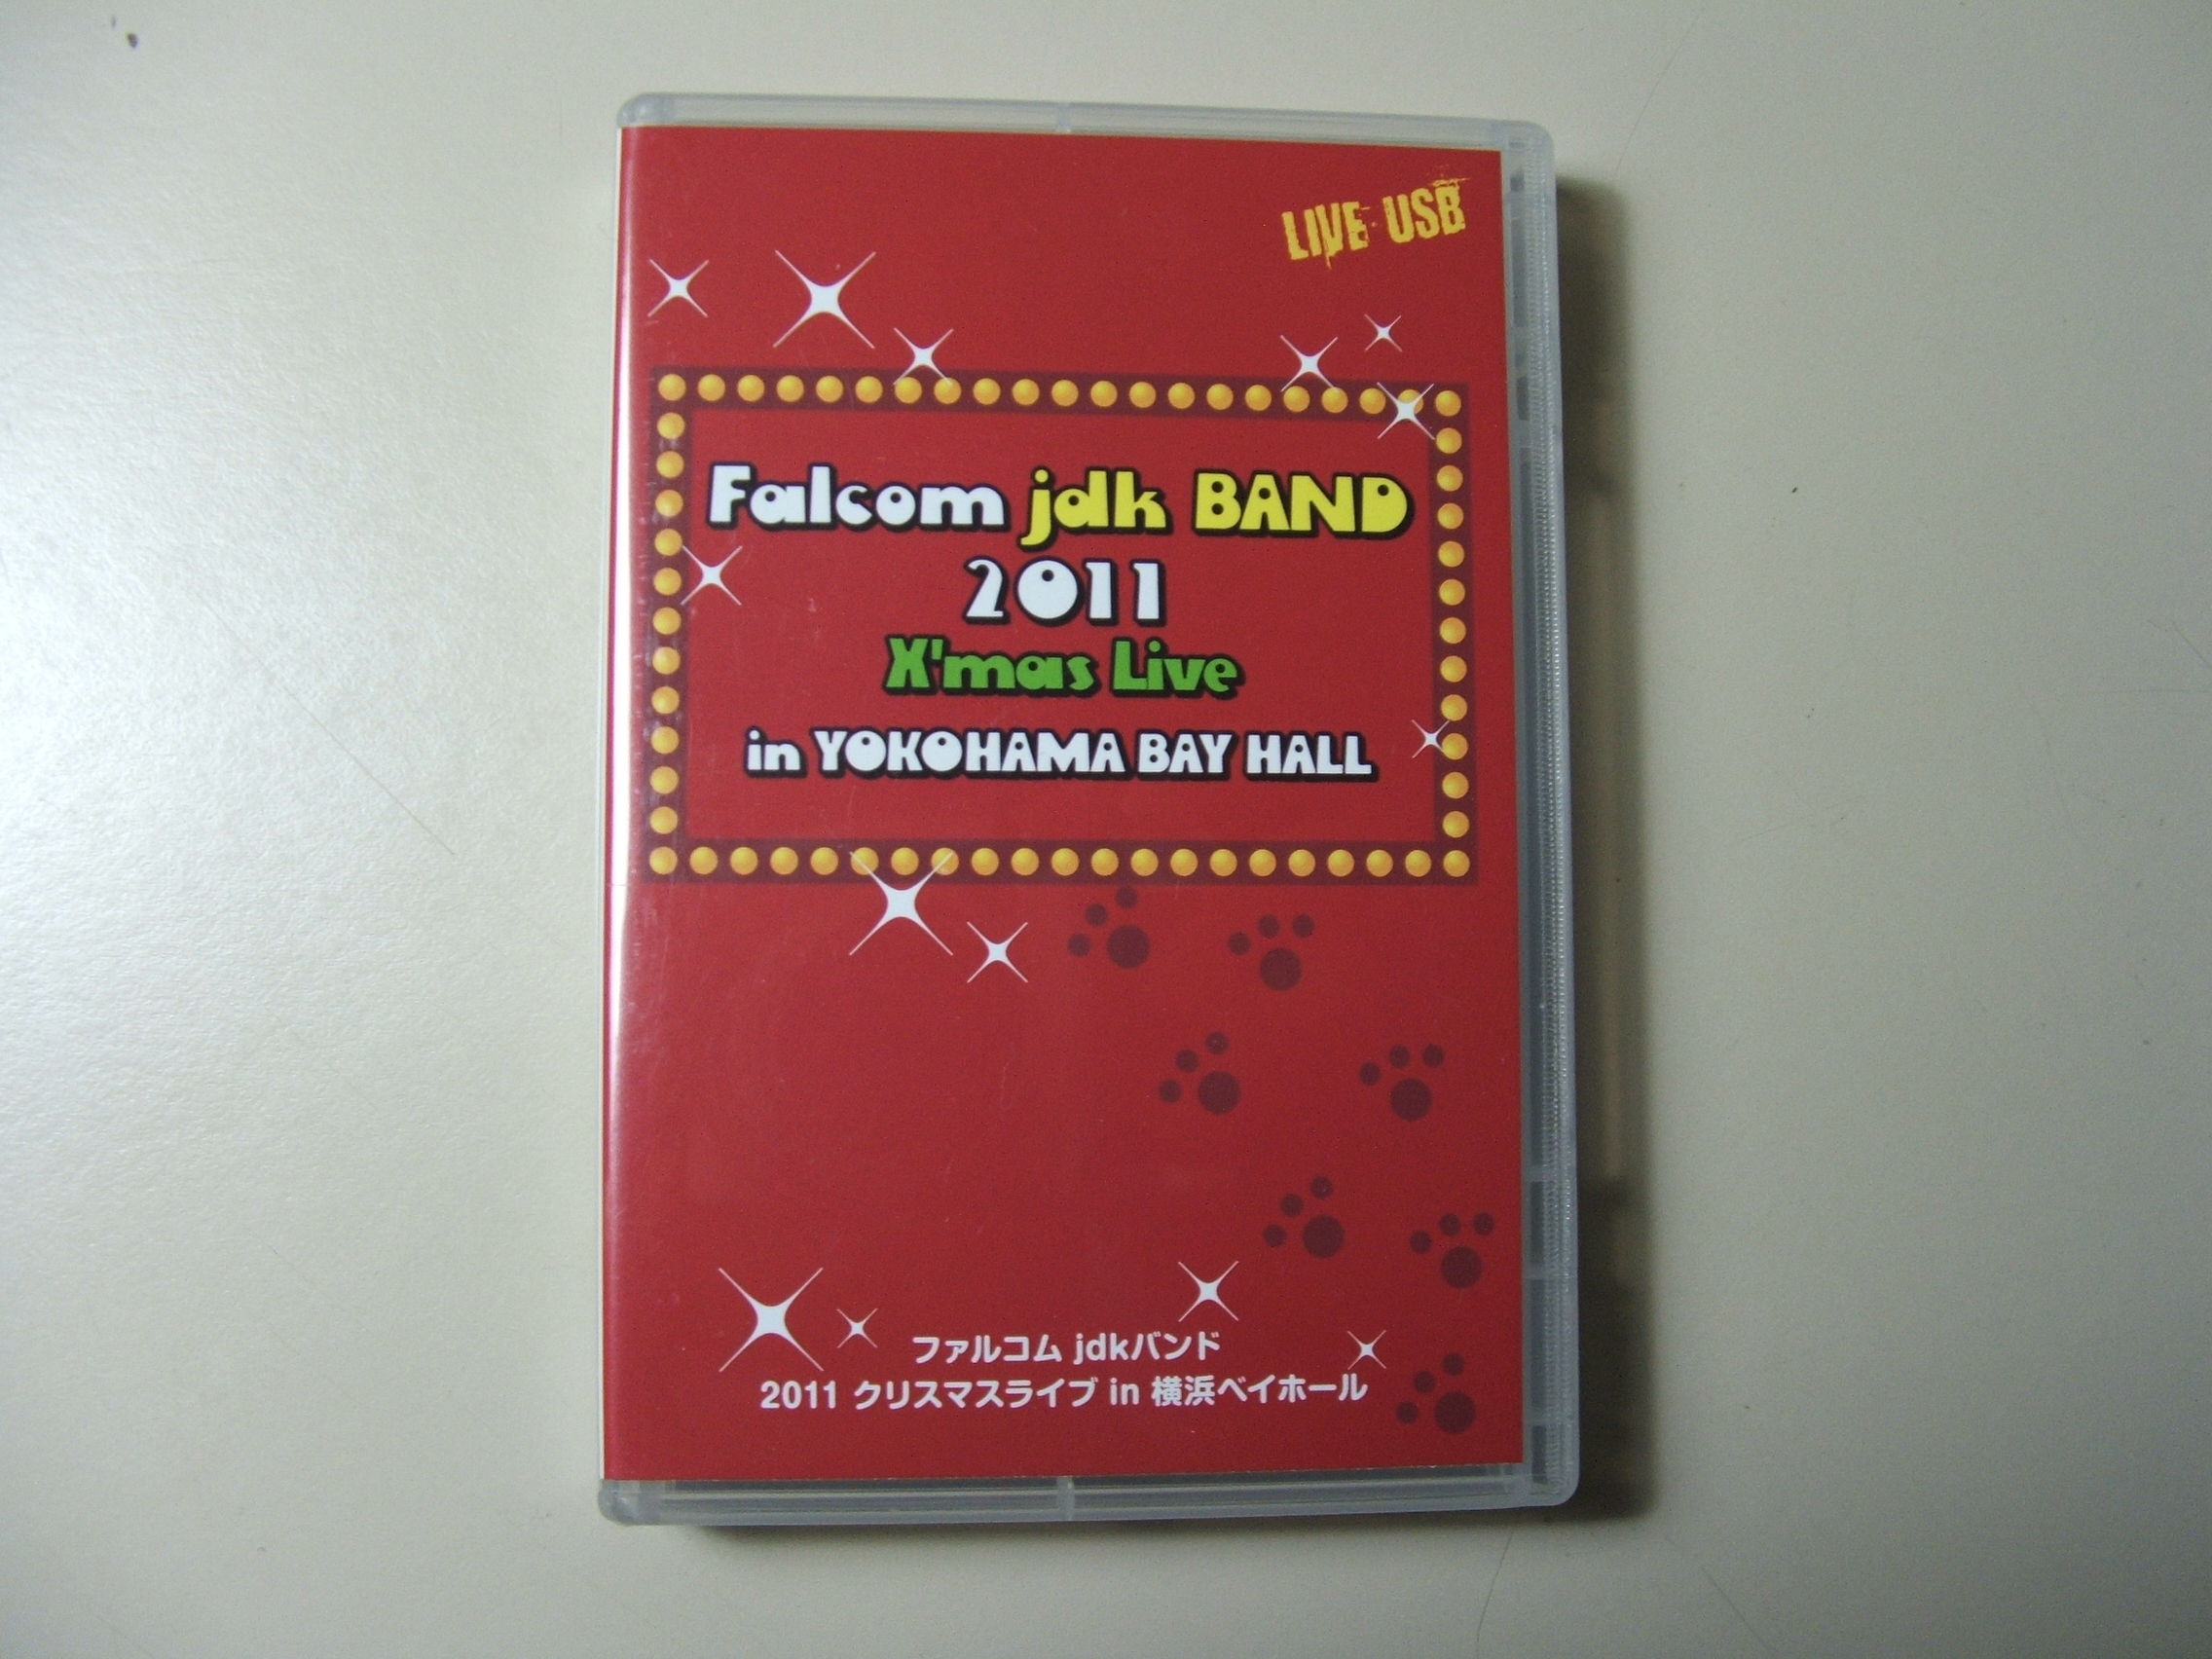 LIVE USB
Falcom jdk BAND
2011
X'mas Live
in YOKOHAMA BAY HALL
ファルコム jdkバンド
2011 クリスマスライブ in 横浜ベイホール